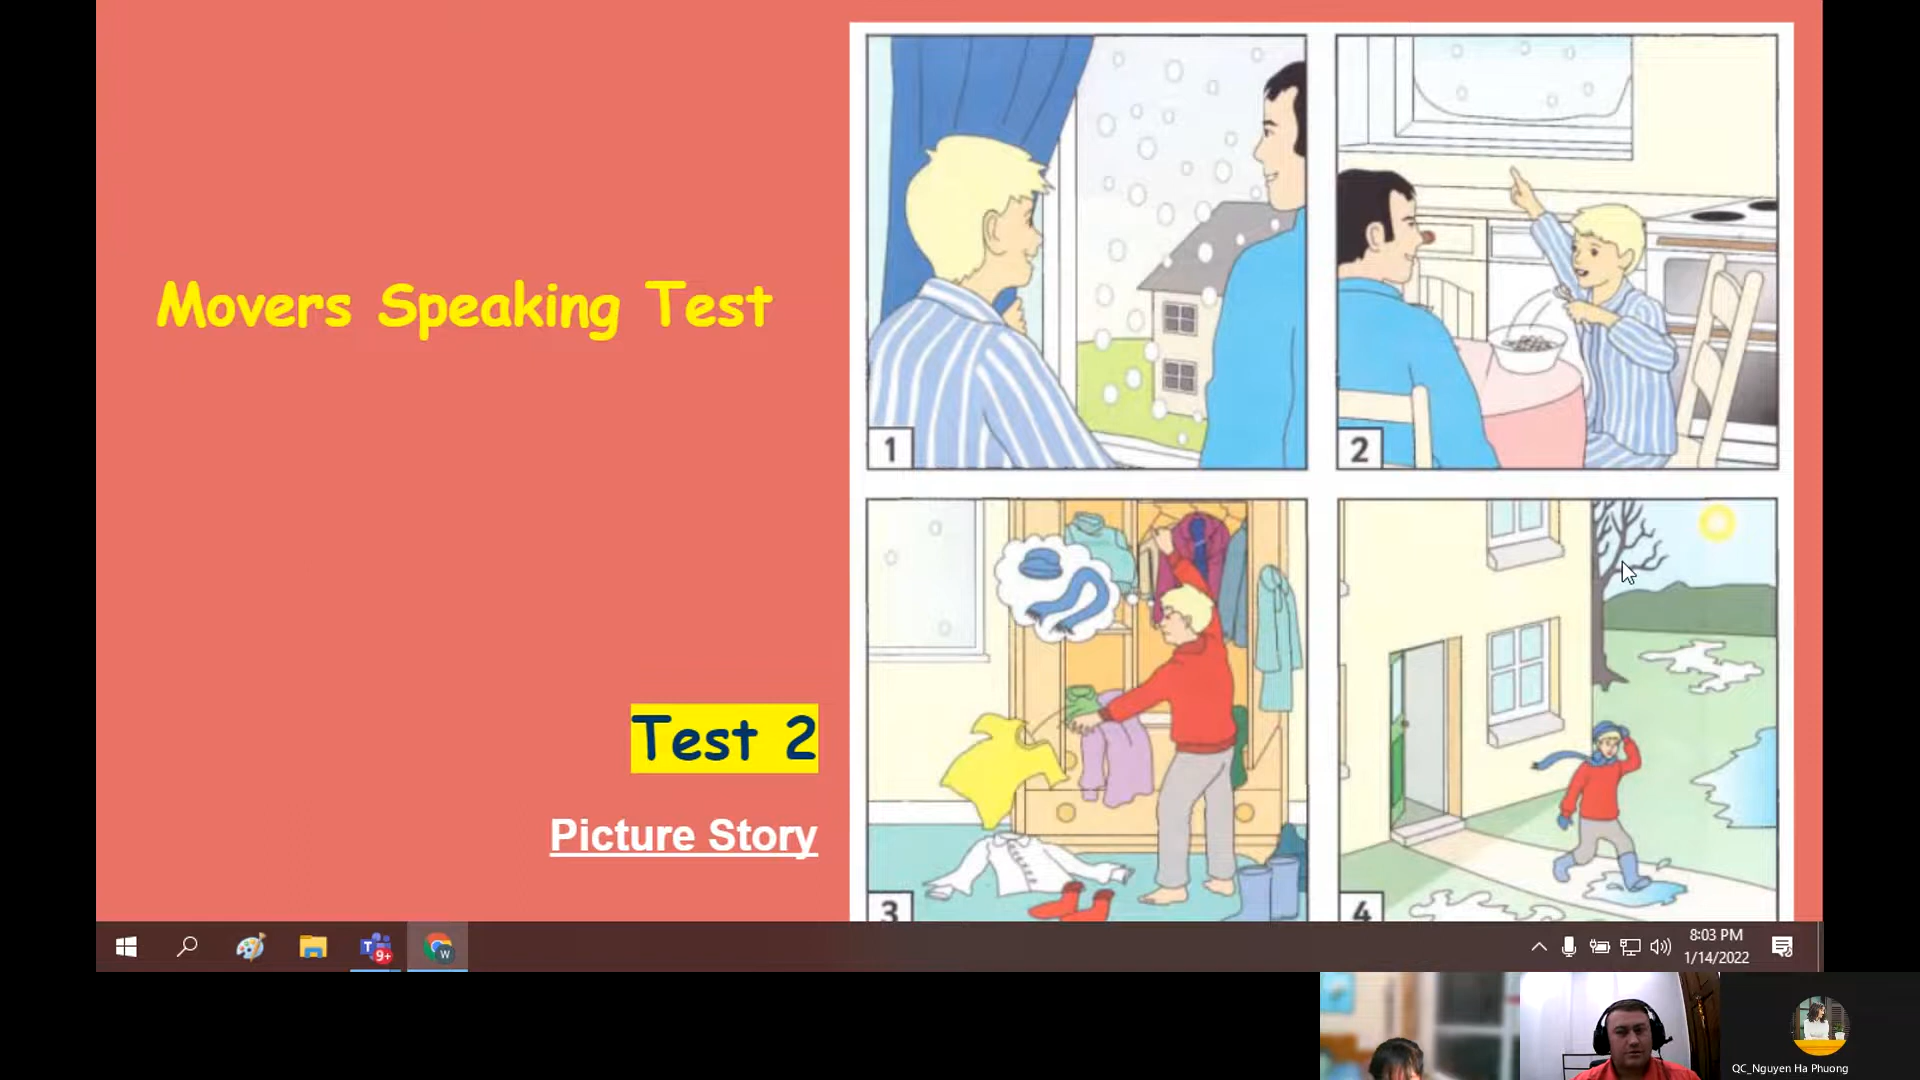 Movers Speaking Test
Test 2
Picture Story
1
2
3
4
T
9+
W
8:03 PM
1/14/2022
QC_Nguyen Ha Phuong